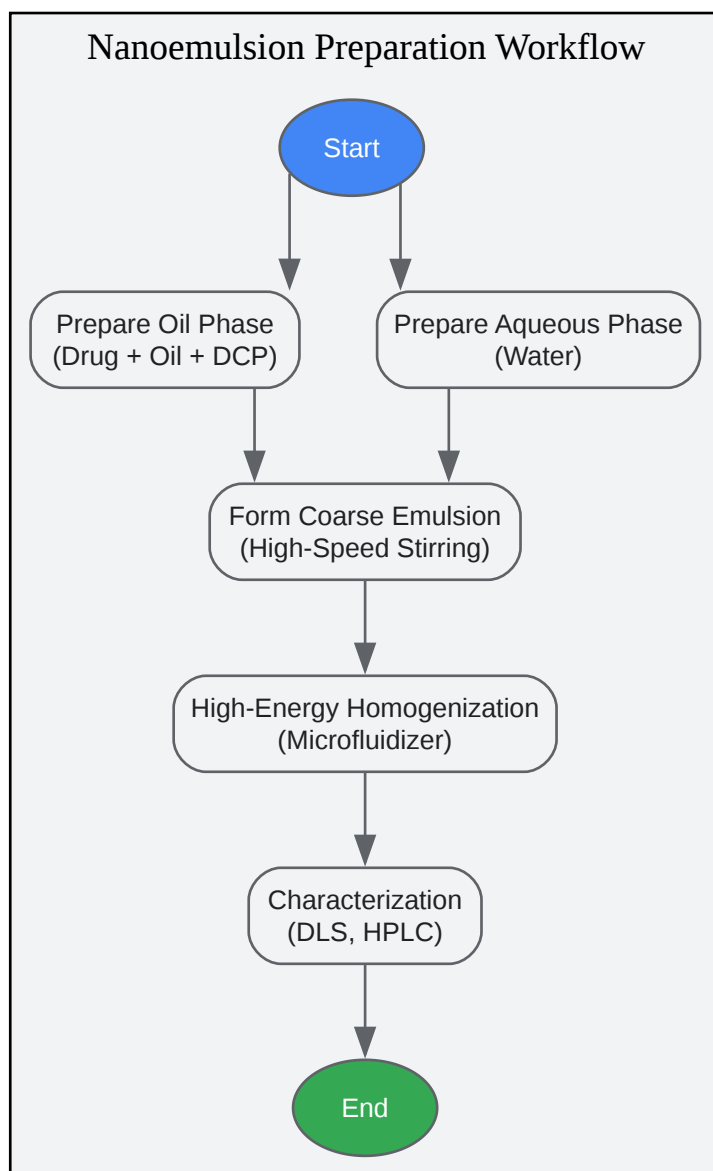 Nanoemulsion Preparation Workflow
Start
Prepare Oil Phase
(Drug + Oil + DCP)
Prepare Aqueous Phase
(Water)
Form Coarse Emulsion
(High-Speed Stirring)
High-Energy Homogenization
(Microfluidizer)
Characterization
(DLS, HPLC)
End